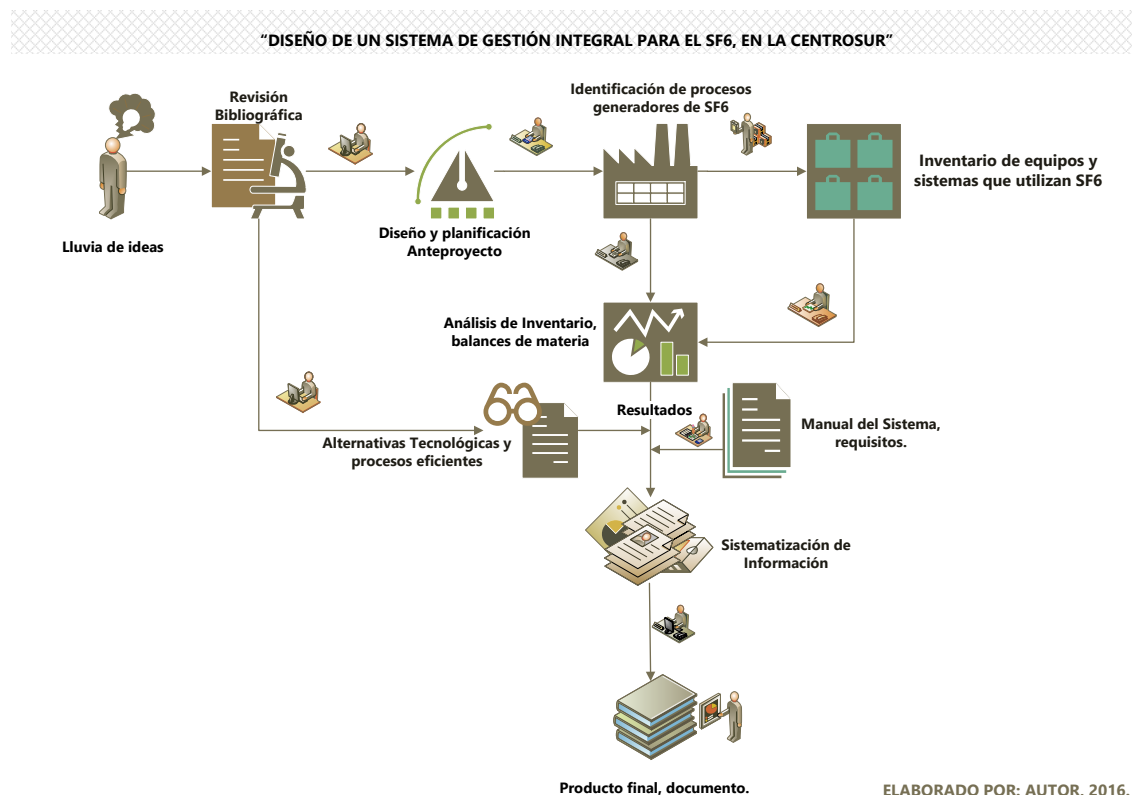 “DISEÑO DE UN SISTEMA DE GESTIÓN INTEGRAL PARA EL SF6, EN LA CENTROSUR”
Revisión
Bibliográfica
Identificación de procesos
generadores de SF6
Inventario de equipos y
sistemas que utilizan SF6
Lluvia de ideas
Diseño y planificación
Anteproyecto
Análisis de Inventario,
balances de materia
Resultados
Alternativas Tecnológicas y
procesos eficientes
Manual del Sistema,
requisitos.
Sistematización de
Información
Producto final, documento.
ELABORADO POR: AUTOR, 2016.